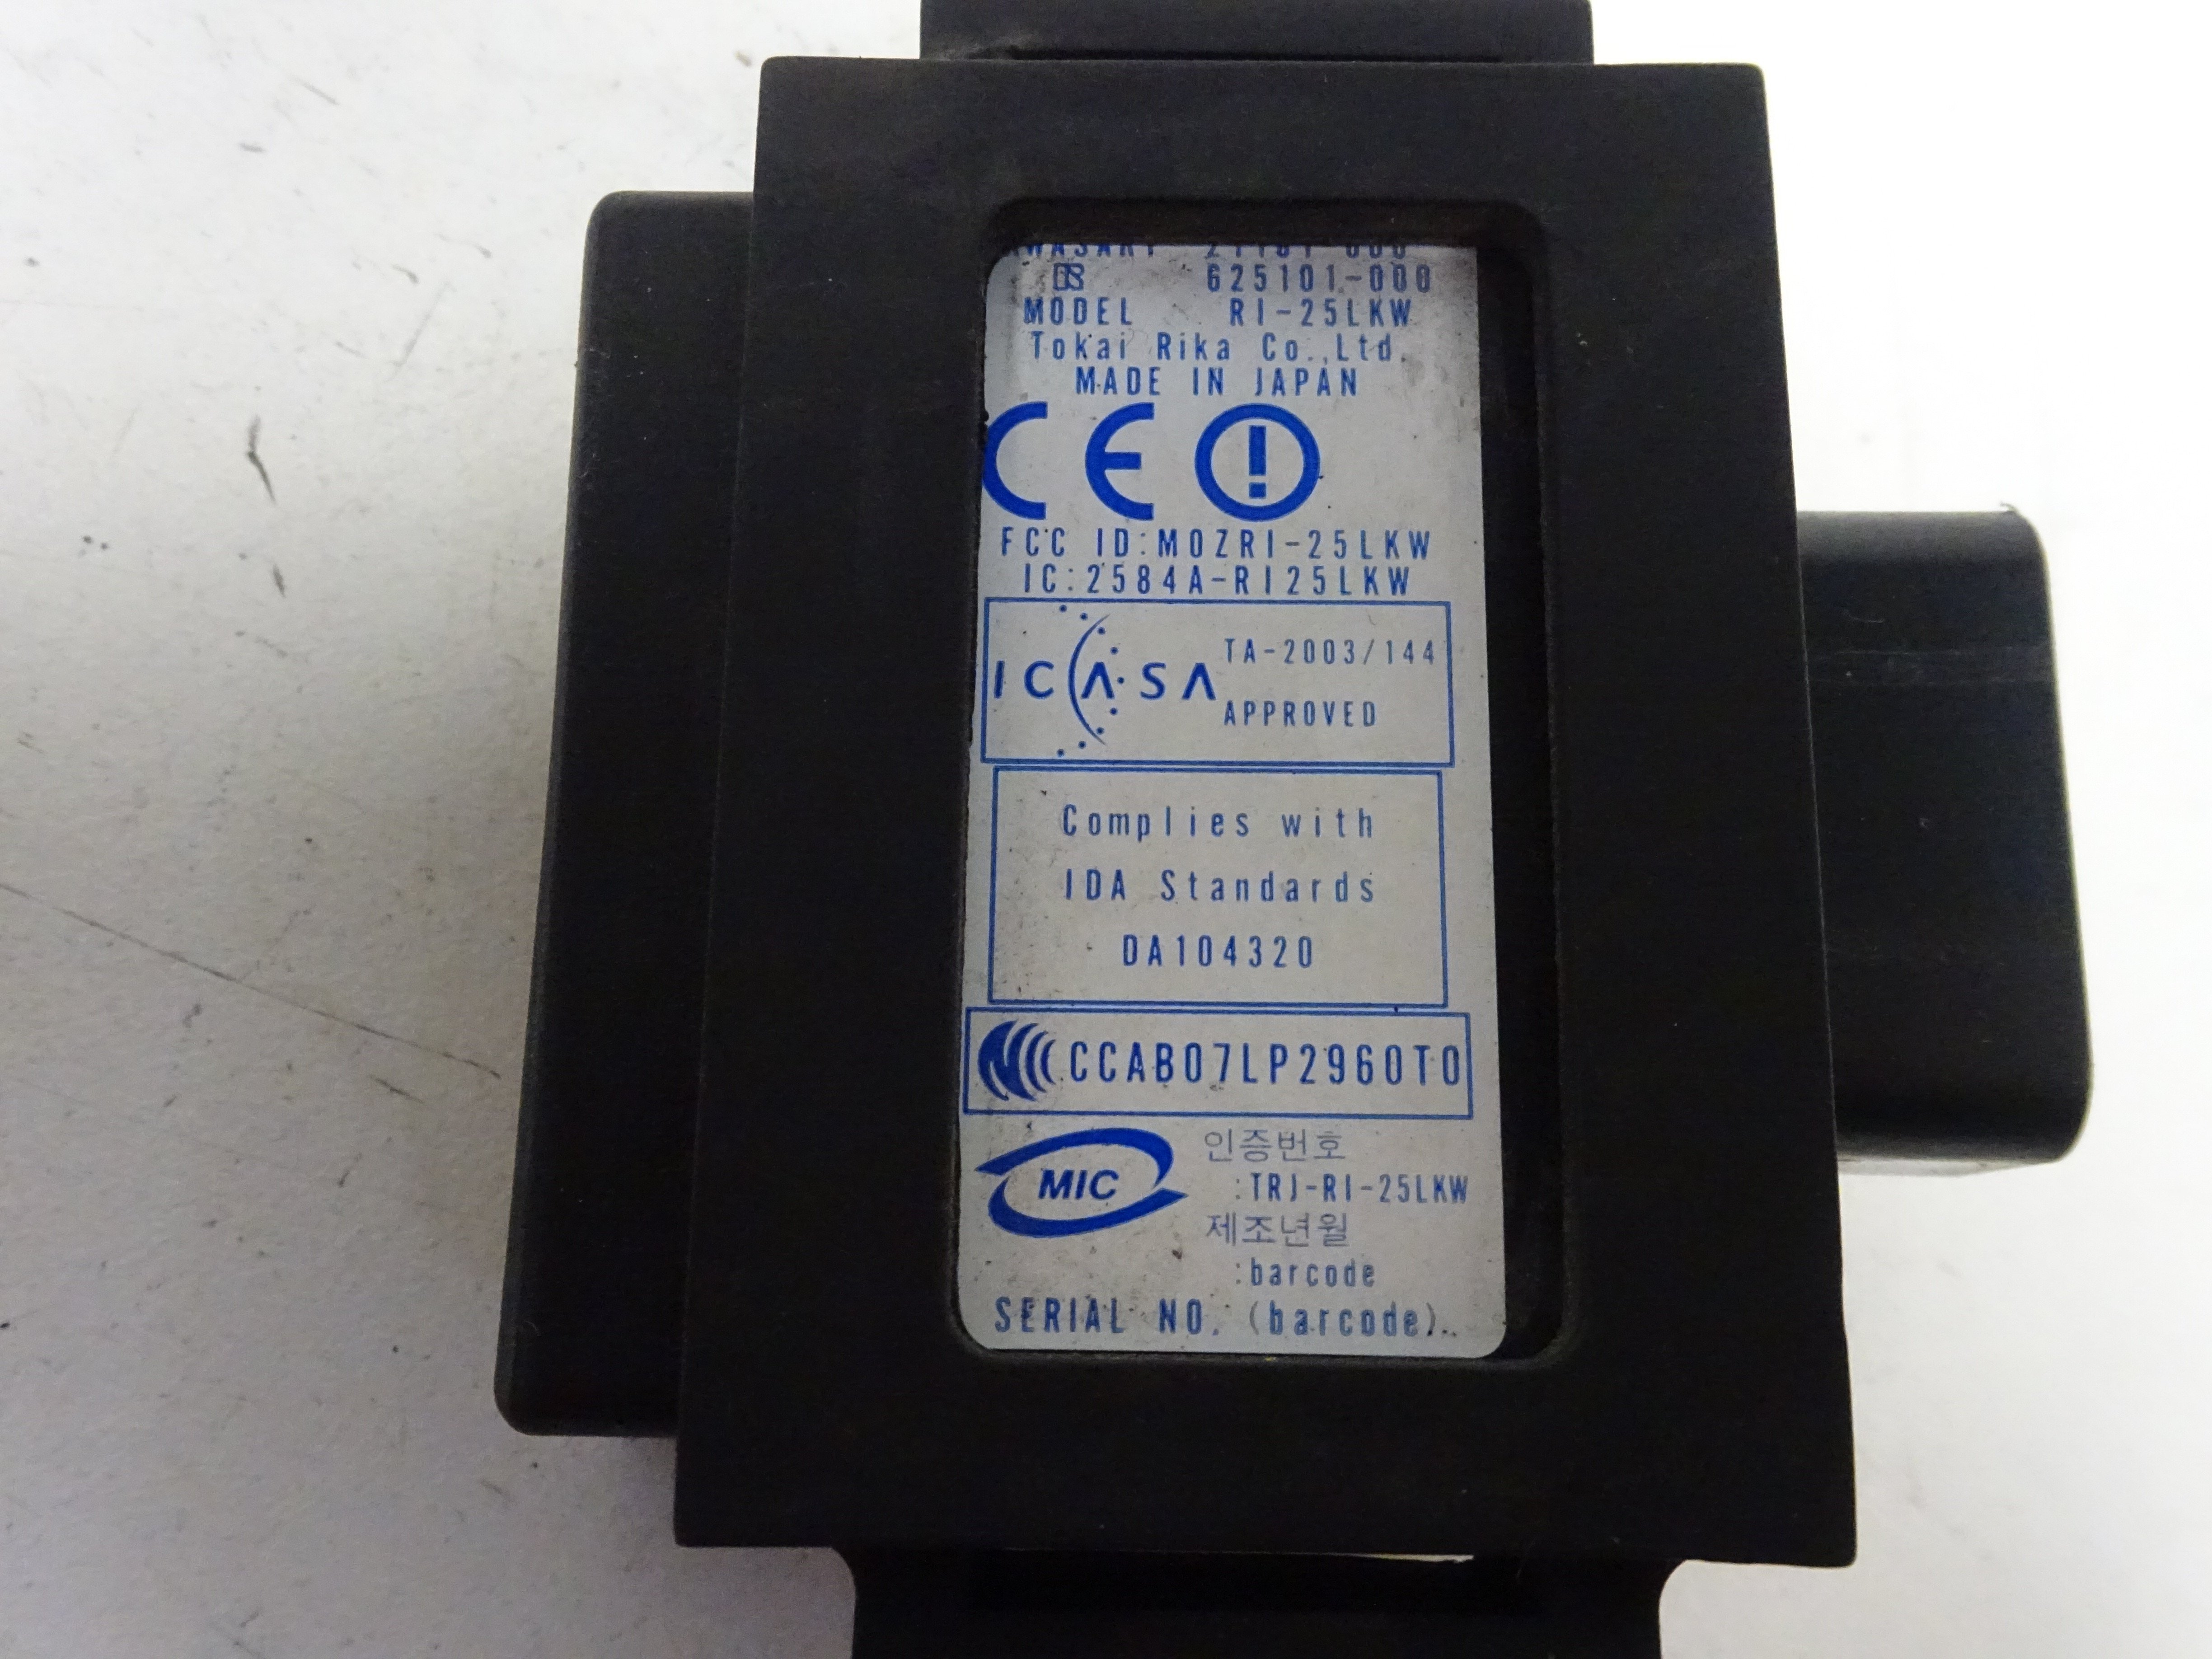 625101-000
MODEL RI-25LKW
Tokai Rika Co.,Ltd.
MADE IN JAPAN
CE
FCC ID:MOZRI-25LKW
IC:2584A-RI25LKW
ICASA TA-2003/144
APPROVED
Complies with
IDA Standards
DA104320
CCAB07LP2960T0
MIC 인증번호
:TRJ-RI-25LKW
제조년월
:barcode
SERIAL NO. (barcode)